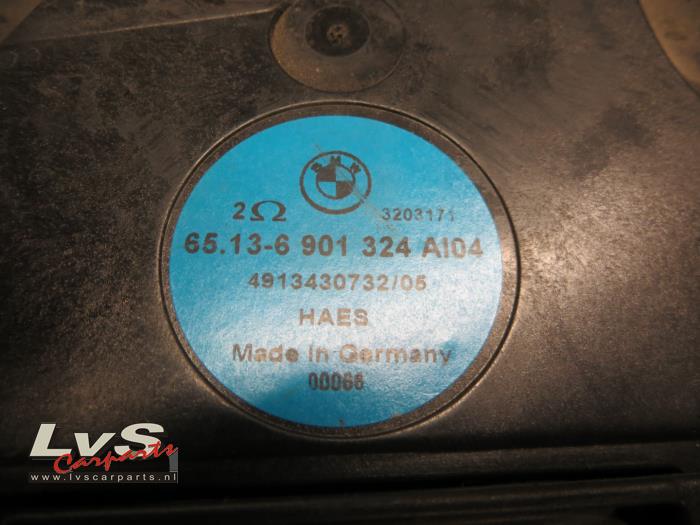 BMW
2Ω 3203171
65.13-6 901 324 AI04
4913430732/05
HAES
Made in Germany
00066
LvS
Carparts
www.lvscarparts.nl